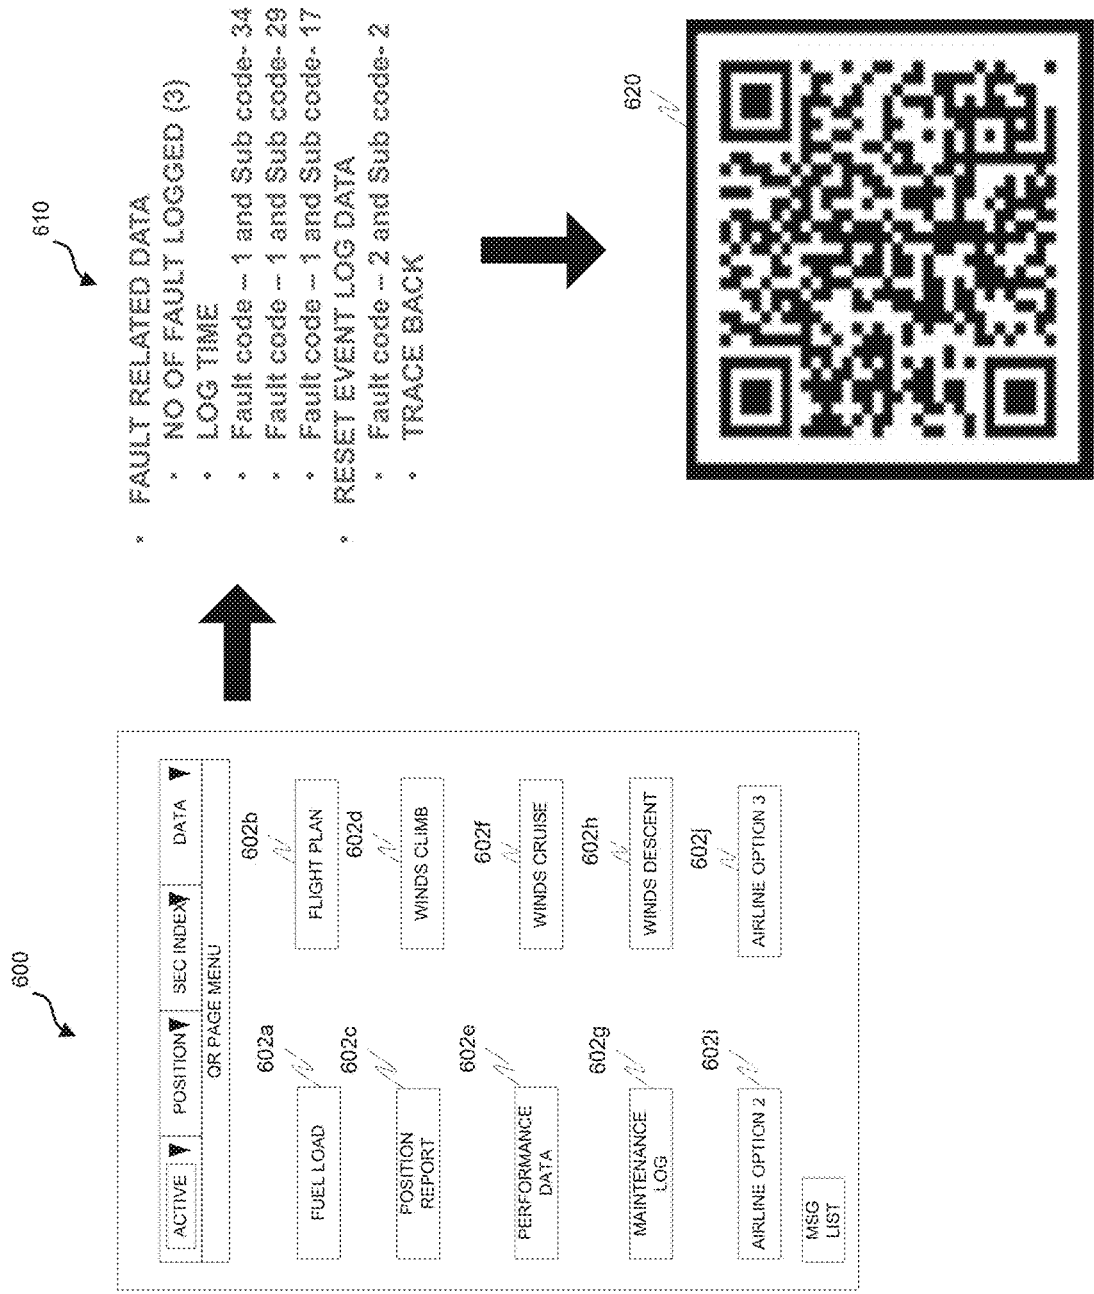 600
ACTIVE POSITION SEC INDEX DATA
QR PAGE MENU
602a
602b
FUEL LOAD
FLIGHT PLAN
602c
602d
POSITION
REPORT
WINDS CLIMB
602e
602f
PERFORMANCE
DATA
WINDS CRUISE
602g
602h
MAINTENANCE
LOG
WINDS DESCENT
602i
602j
AIRLINE OPTION 2
AIRLINE OPTION 3
MSG
LIST
610
• FAULT RELATED DATA
• NO OF FAULT LOGGED (3)
• LOG TIME
• Fault code – 1 and Sub code- 34
• Fault code – 1 and Sub code- 29
• Fault code – 1 and Sub code- 17
• RESET EVENT LOG DATA
• Fault code – 2 and Sub code- 2
• TRACE BACK
620